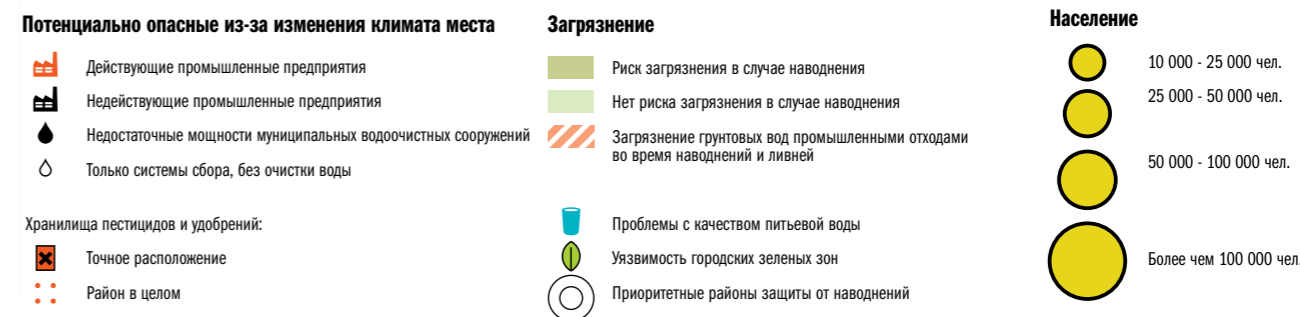 Потенциально опасные из-за изменения климата места
Действующие промышленные предприятия
Недействующие промышленные предприятия
Недостаточные мощности муниципальных водоочистных сооружений
Только системы сбора, без очистки воды
Хранилища пестицидов и удобрений:
Точное расположение
Район в целом
Загрязнение
Риск загрязнения в случае наводнения
Нет риска загрязнения в случае наводнения
Загрязнение грунтовых вод промышленными отходами
во время наводнений и ливней
Проблемы с качеством питьевой воды
Уязвимость городских зеленых зон
Приоритетные районы защиты от наводнений
Население
10 000 - 25 000 чел.
25 000 - 50 000 чел.
50 000 - 100 000 чел.
Более чем 100 000 чел.